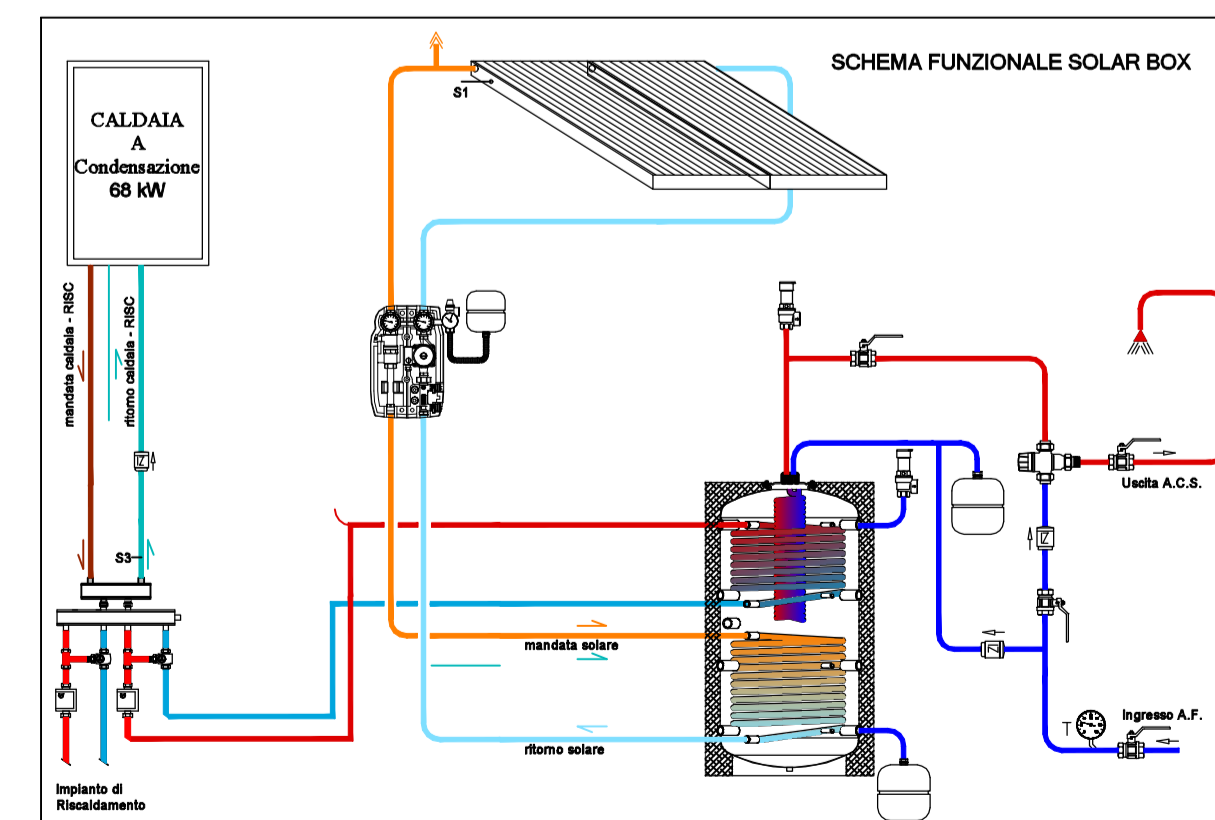 SCHEMA FUNZIONALE SOLAR BOX
S1
CALDAIA
A
Condensazione
68 kW
mandata caldaia - RISC
ritorno caldaia - RISC
S3
Uscita A.C.S.
mandata solare
ritorno solare
T
Ingresso A.F.
Impianto di
Riscaldamento